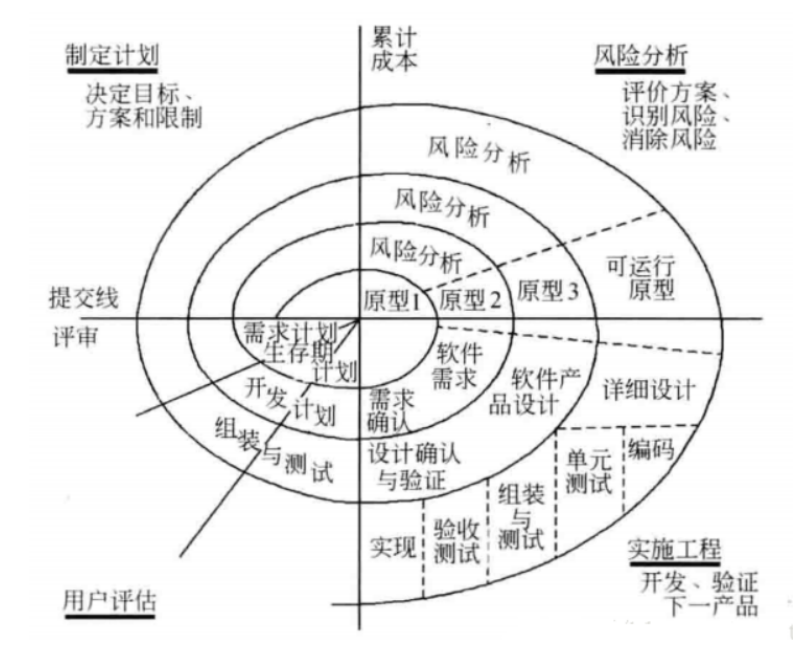 制定计划
决定目标、
方案和限制
累计
成本
风险分析
评价方案、
识别风险、
消除风险
风险分析
风险分析
风险分析
提交线
评审
原型1
原型2
原型3
可运行
原型
需求计划
生存期
计划
开发计划
组装与测试
需求
确认
软件
需求
设计确认
与验证
软件产
品设计
详细设计
实现
验收
测试
组装
与
测试
单元
测试
编码
用户评估
实施工程
开发、验证
下一产品